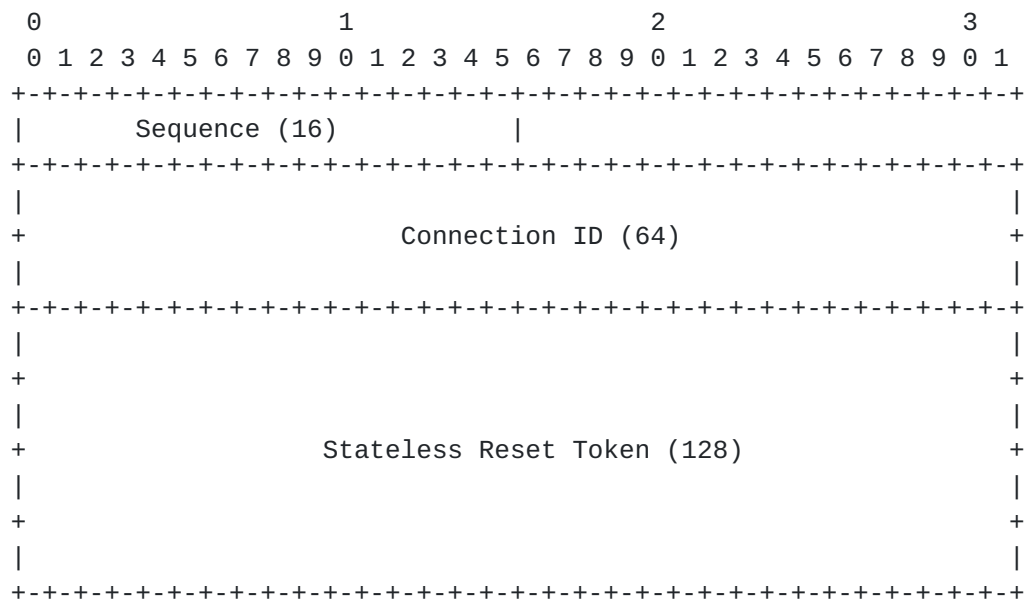 0                   1                   2                   3
 0 1 2 3 4 5 6 7 8 9 0 1 2 3 4 5 6 7 8 9 0 1 2 3 4 5 6 7 8 9 0 1
+-+-+-+-+-+-+-+-+-+-+-+-+-+-+-+-+-+-+-+-+-+-+-+-+-+-+-+-+-+-+-+-+
|       Sequence (16)           |
+-+-+-+-+-+-+-+-+-+-+-+-+-+-+-+-+-+-+-+-+-+-+-+-+-+-+-+-+-+-+-+-+
|                                                               |
+                        Connection ID (64)                     +
|                                                               |
+-+-+-+-+-+-+-+-+-+-+-+-+-+-+-+-+-+-+-+-+-+-+-+-+-+-+-+-+-+-+-+-+
|                                                               |
+                                                               +
|                                                               |
+                   Stateless Reset Token (128)                 +
|                                                               |
+                                                               +
|                                                               |
+-+-+-+-+-+-+-+-+-+-+-+-+-+-+-+-+-+-+-+-+-+-+-+-+-+-+-+-+-+-+-+-+